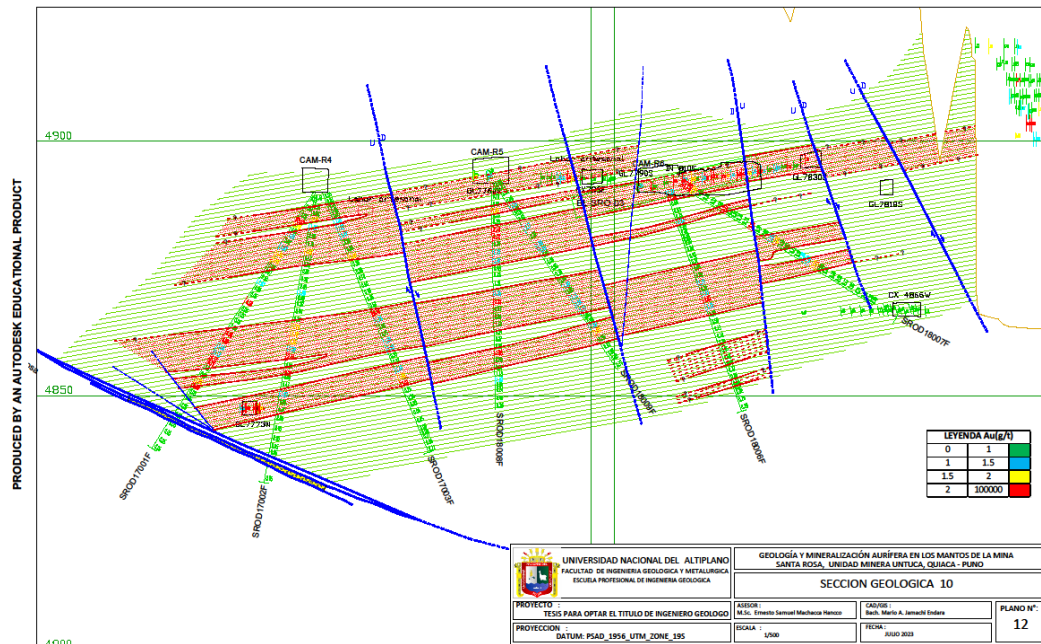 PRODUCED BY AN AUTODESK EDUCATIONAL PRODUCT
4900
4850
CAM-R4
CAM-R5
CAM-R6
Labor Artesanal
Labor Artesanal
GL7790S
GL7830S
GL7818S
GL7773N
CX 4866W
U D
D U
U D
U D
SROD17001F
SROD17002F
SROD17003F
SROD18008F
SROD18009F
SROD18006F
SROD18007F
LEYENDA Au(g/t)
0 1
1 1.5
1.5 2
2 100000
UNIVERSIDAD NACIONAL DEL ALTIPLANO
FACULTAD DE INGENIERIA GEOLOGICA Y METALURGICA
ESCUELA PROFESIONAL DE INGENIERIA GEOLOGICA
GEOLOGÍA Y MINERALIZACIÓN AURÍFERA EN LOS MANTOS DE LA MINA
SANTA ROSA, UNIDAD MINERA UNTUCA, QUIACA - PUNO
SECCION GEOLOGICA 10
PROYECTO :
TESIS PARA OPTAR EL TITULO DE INGENIERO GEOLOGO
ASESOR :
M.Sc. Ernesto Samuel Machacca Hancco
CAD/GIS :
Bach. Mario A. Jamachi Endara
PLANO N°:
12
PROYECCION :
DATUM: PSAD_1956_UTM_ZONE_19S
ESCALA :
1/500
FECHA :
JULIO 2023